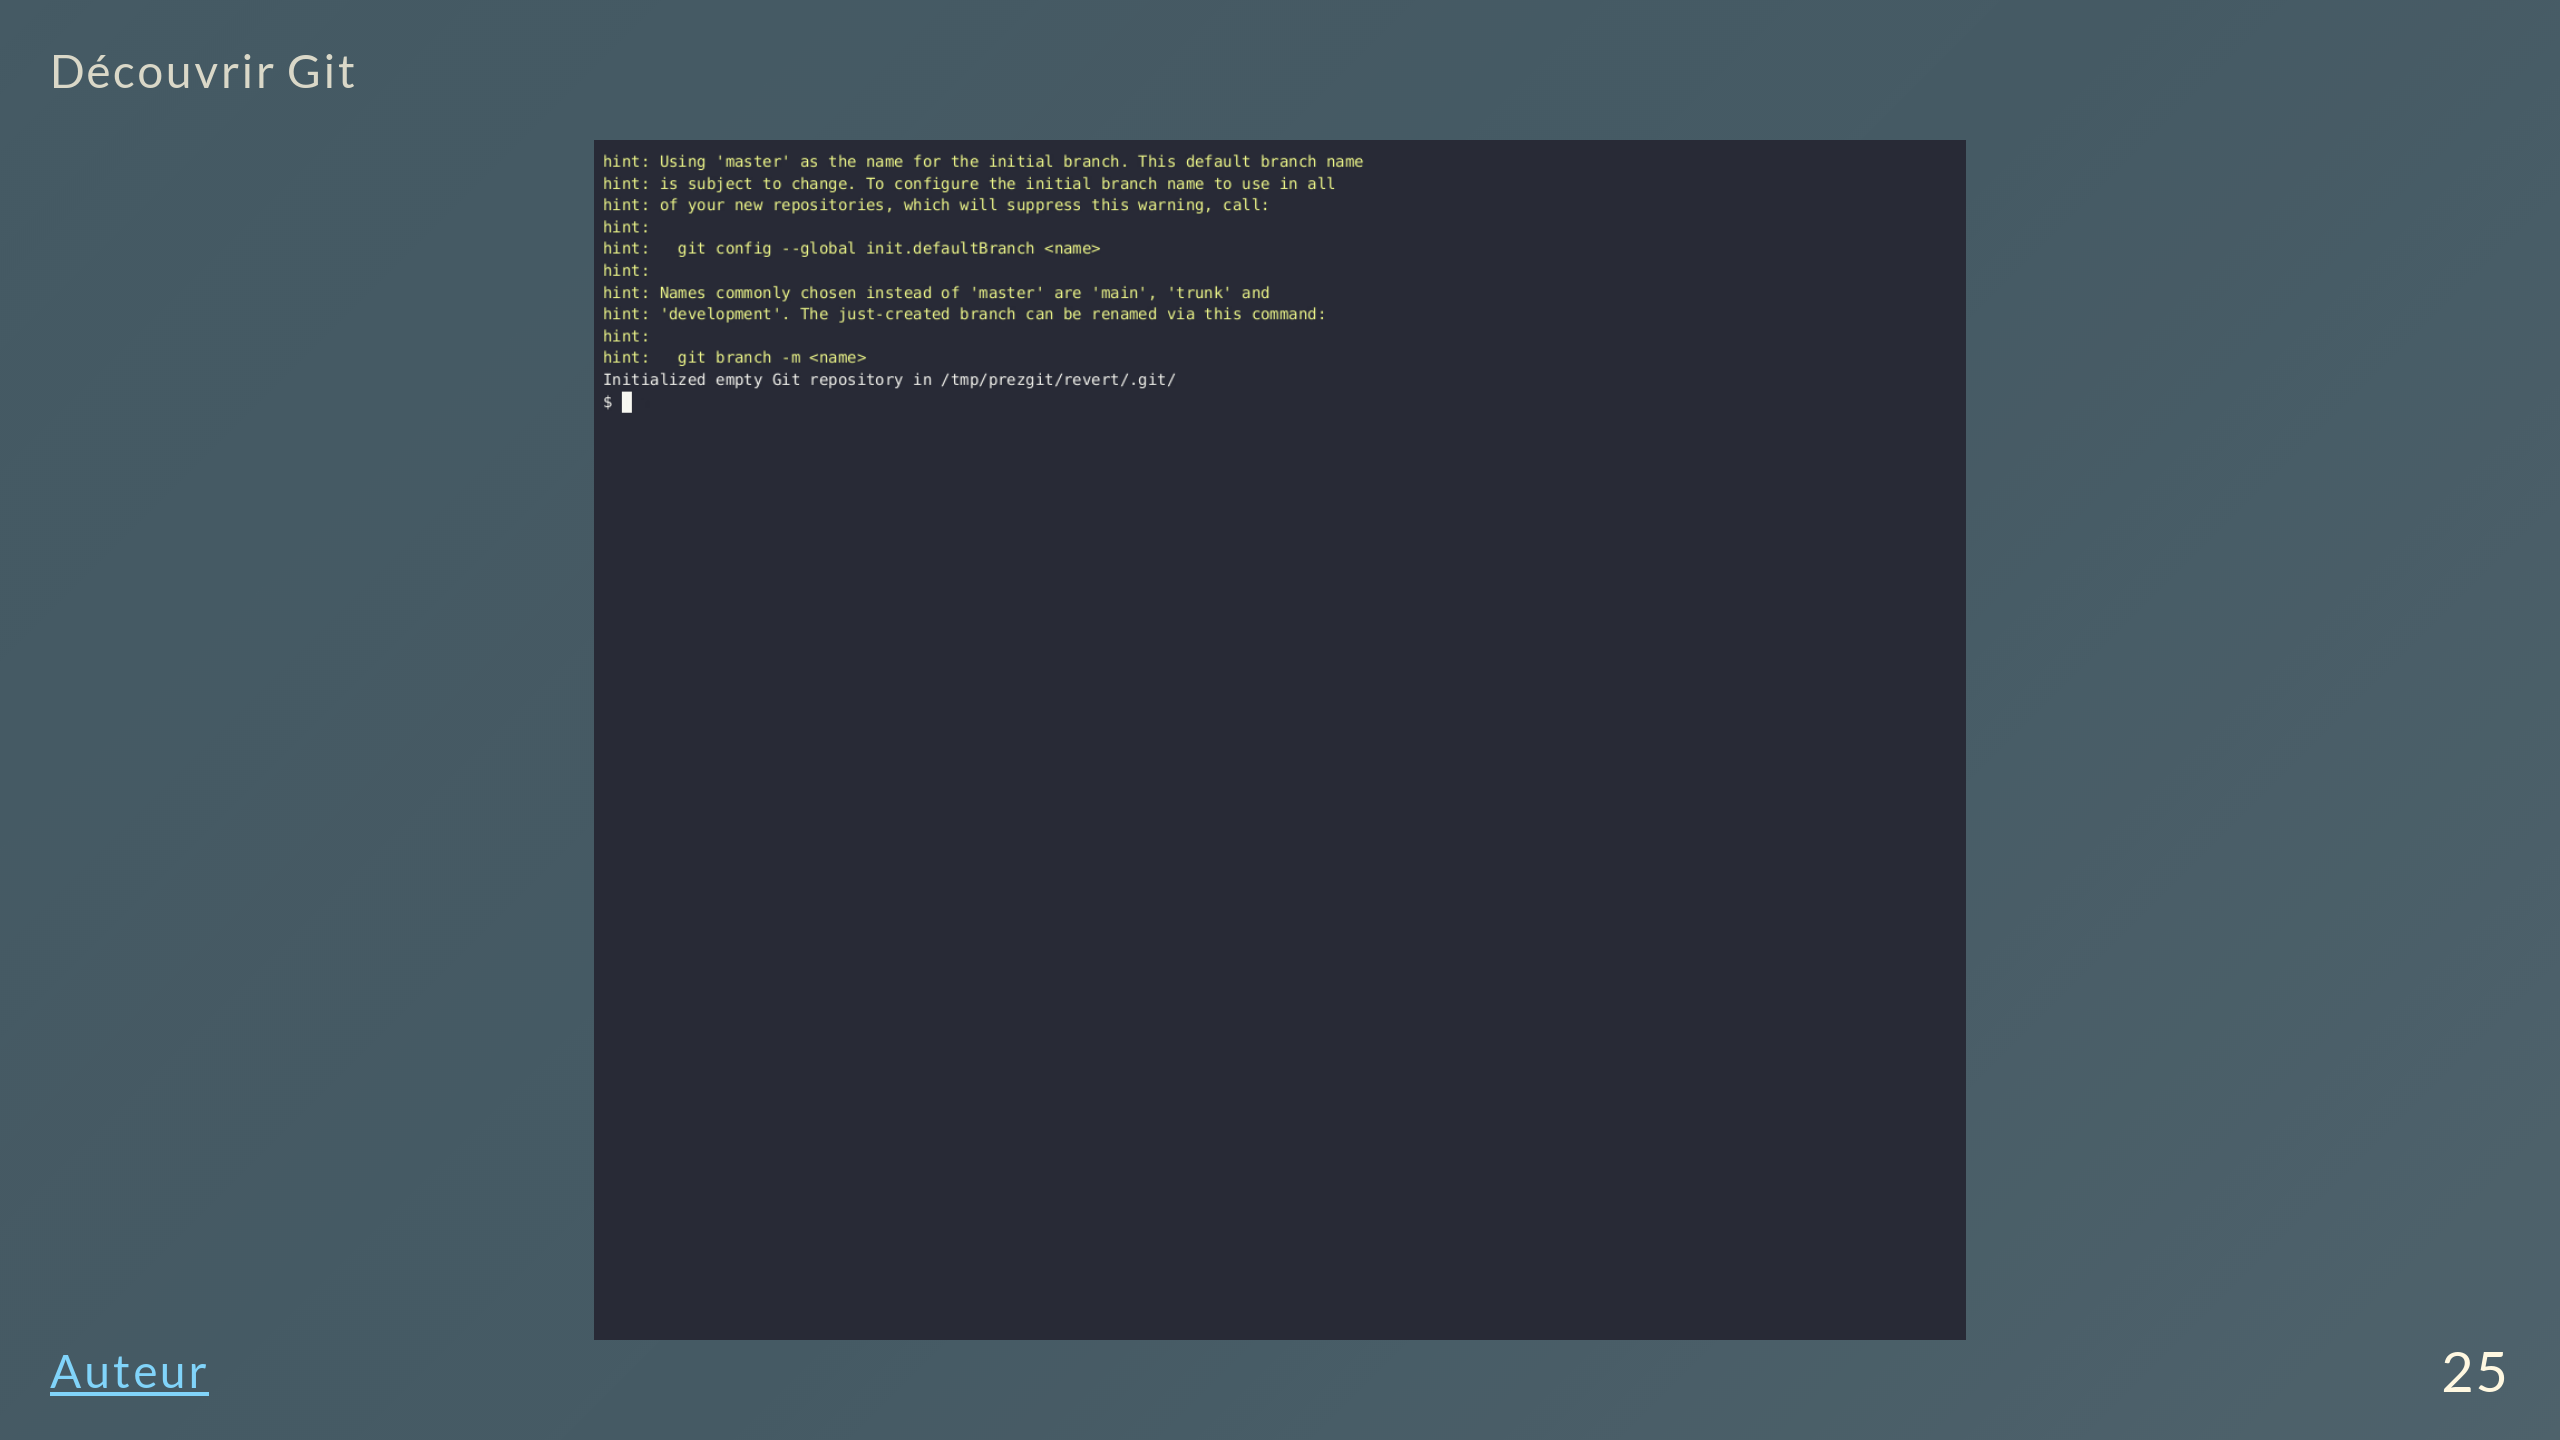 Découvrir Git
hint: Using 'master' as the name for the initial branch. This default branch name
hint: is subject to change. To configure the initial branch name to use in all
hint: of your new repositories, which will suppress this warning, call:
hint:
hint:   git config --global init.defaultBranch <name>
hint:
hint: Names commonly chosen instead of 'master' are 'main', 'trunk' and
hint: 'development'. The just-created branch can be renamed via this command:
hint:
hint:   git branch -m <name>
Initialized empty Git repository in /tmp/prezgit/revert/.git/
$
Auteur
25